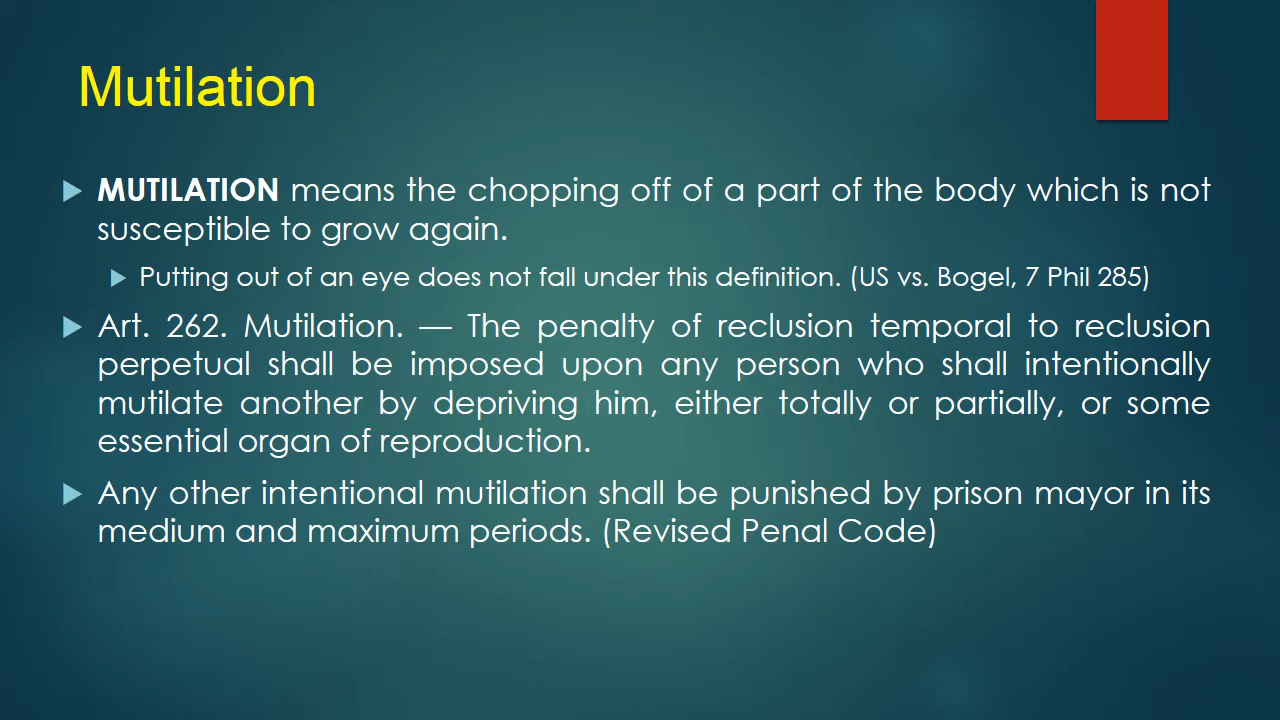 Mutilation
MUTILATION means the chopping off of a part of the body which is not
susceptible to grow again.
Putting out of an eye does not fall under this definition. (US vs. Bogel, 7 Phil 285)
Art. 262. Mutilation. — The penalty of reclusion temporal to reclusion
perpetual shall be imposed upon any person who shall intentionally
mutilate another by depriving him, either totally or partially, or some
essential organ of reproduction.
Any other intentional mutilation shall be punished by prison mayor in its
medium and maximum periods. (Revised Penal Code)